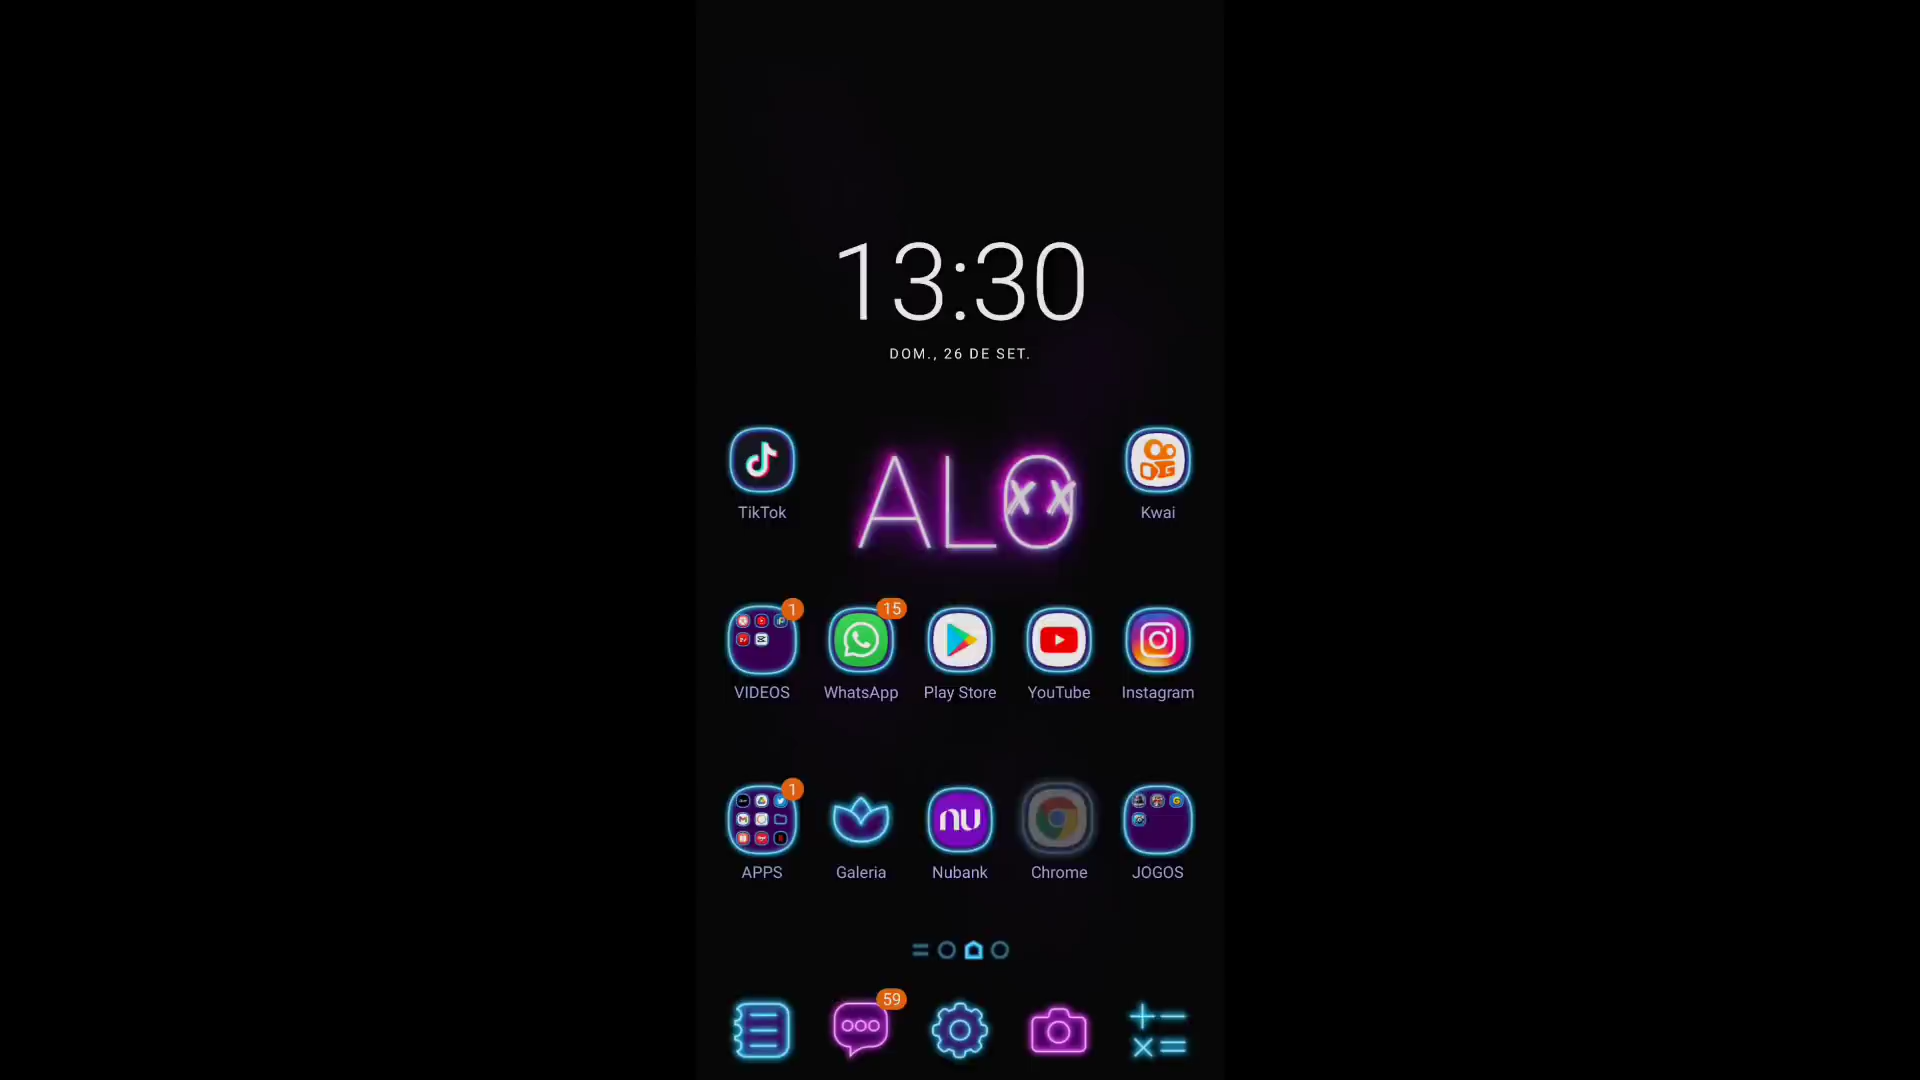 13:30
DOM., 26 DE SET.
ALO
TikTok
Kwai
1
15
VIDEOS
WhatsApp
Play Store
YouTube
Instagram
1
nu
APPS
Galeria
Nubank
Chrome
JOGOS
59